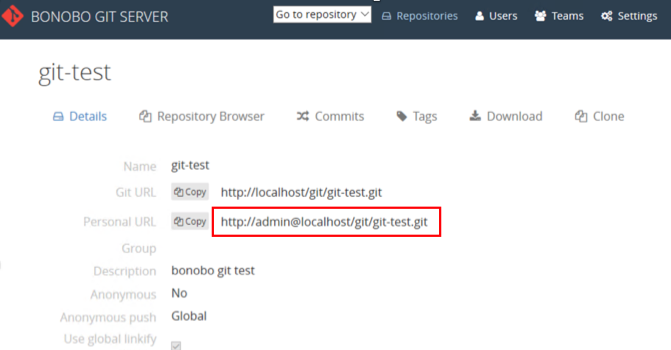 BONOBO GIT SERVER Go to repository Repositories Users Teams Settings
git-test
Details Repository Browser Commits Tags Download Clone
Name git-test
Git URL Copy http://localhost/git/git-test.git
Personal URL Copy http://admin@localhost/git/git-test.git
Group
Description bonobo git test
Anonymous No
Anonymous push Global
Use global linkify